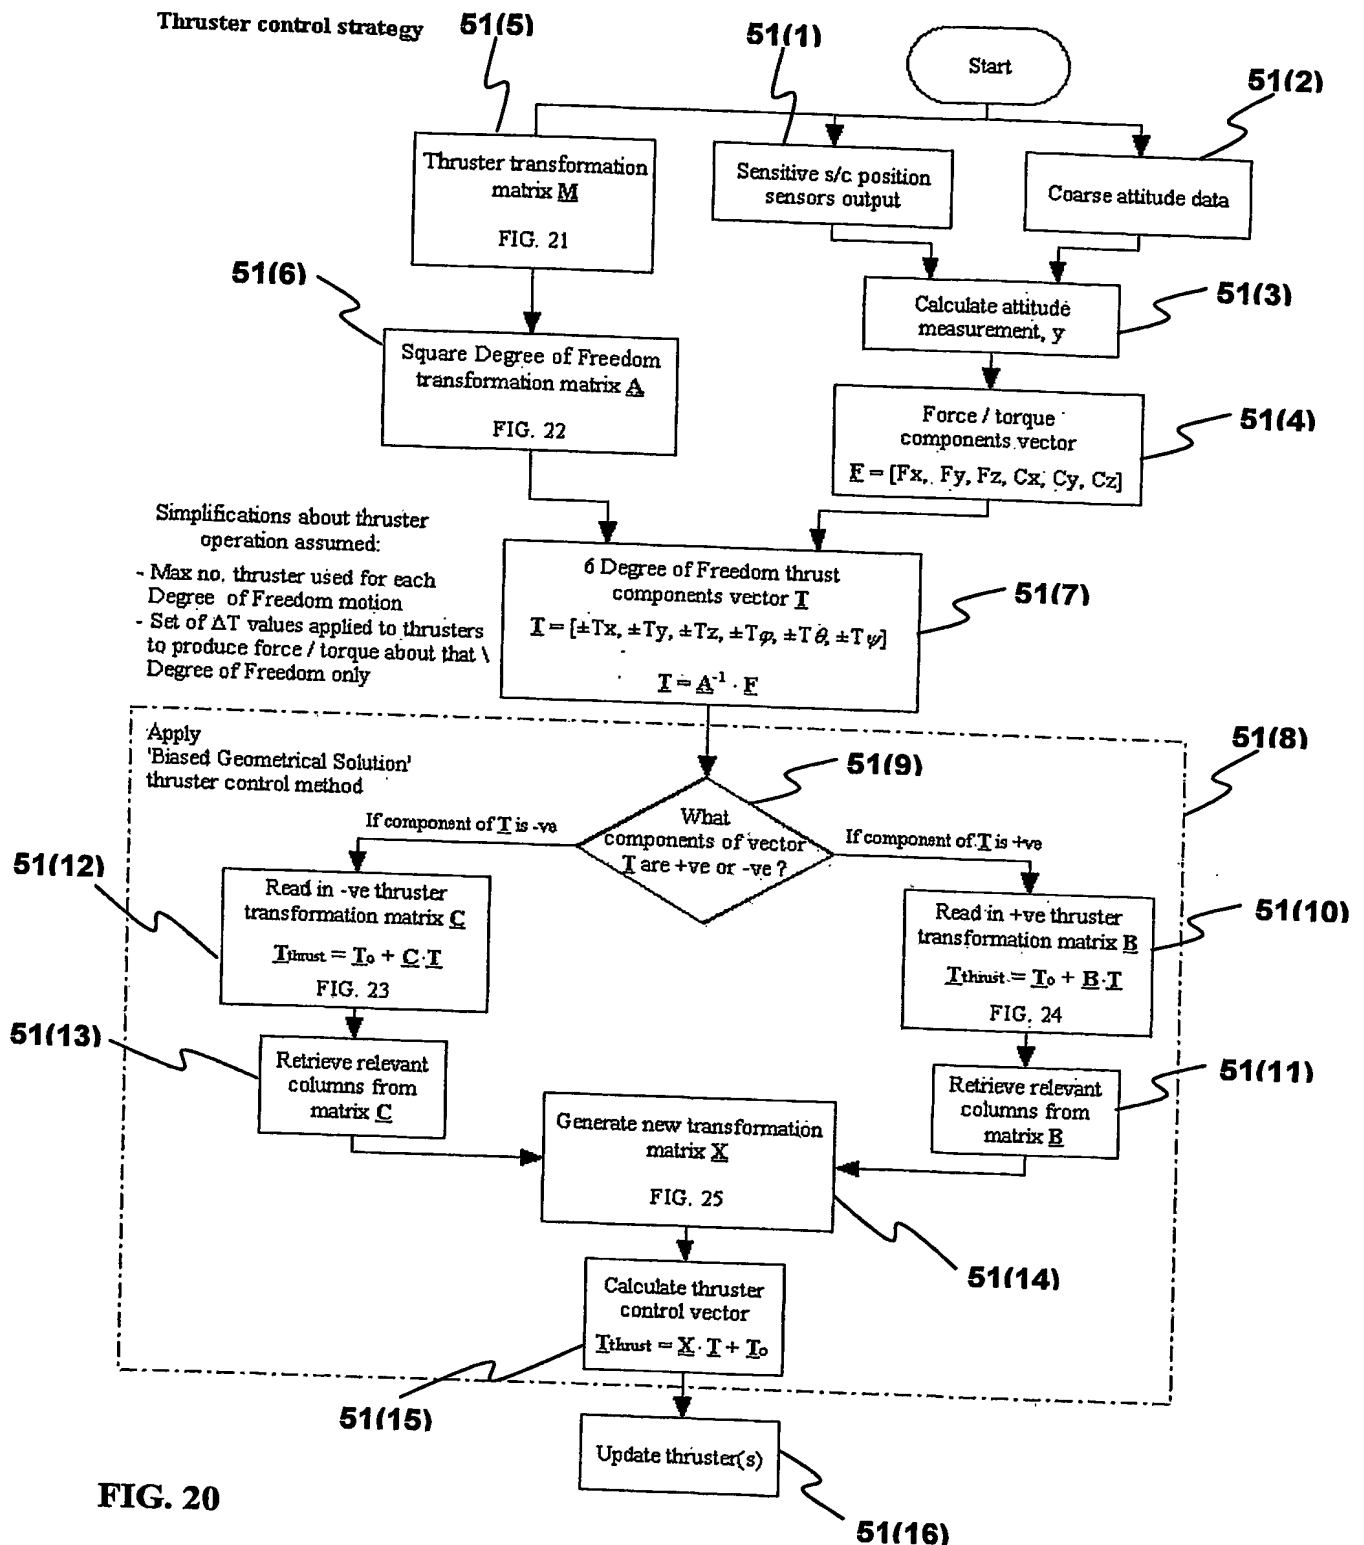 Thruster control strategy
51(5)
51(1)
Start
51(2)
Thruster transformation
matrix M
FIG. 21
Sensitive s/c position
sensors output
Coarse attitude data
51(6)
51(3)
Calculate attitude
measurement, y
Square Degree of Freedom
transformation matrix A
FIG. 22
51(4)
Force / torque
components vector
F = [Fx, Fy, Fz, Cx, Cy, Cz]
Simplifications about thruster
operation assumed:
- Max no. thruster used for each
Degree of Freedom motion
- Set of ΔT values applied to thrusters
to produce force / torque about that \
Degree of Freedom only
6 Degree of Freedom thrust
components vector T
T = [±Tx, ±Ty, ±Tz, ±Tφ, ±Tθ, ±Tψ]
T = A⁻¹ · F
51(7)
Apply
'Biased Geometrical Solution'
thruster control method
51(8)
51(9)
What
components of vector
T are +ve or -ve ?
If component of T is -ve
If component of T is +ve
51(12)
Read in -ve thruster
transformation matrix C
Tthrust = T₀ + C·T
FIG. 23
51(10)
Read in +ve thruster
transformation matrix B
Tthrust = T₀ + B·T
FIG. 24
51(13)
Retrieve relevant
columns from
matrix C
51(11)
Retrieve relevant
columns from
matrix B
Generate new transformation
matrix X
FIG. 25
51(14)
Calculate thruster
control vector
Tthrust = X · T + T₀
51(15)
Update thruster(s)
51(16)
FIG. 20